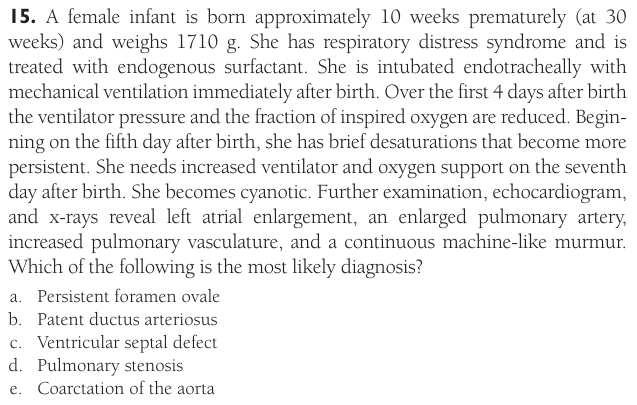 15. A female infant is born approximately 10 weeks prematurely (at 30
weeks) and weighs 1710 g. She has respiratory distress syndrome and is
treated with endogenous surfactant. She is intubated endotracheally with
mechanical ventilation immediately after birth. Over the first 4 days after birth
the ventilator pressure and the fraction of inspired oxygen are reduced. Begin-
ning on the fifth day after birth, she has brief desaturations that become more
persistent. She needs increased ventilator and oxygen support on the seventh
day after birth. She becomes cyanotic. Further examination, echocardiogram,
and x-rays reveal left atrial enlargement, an enlarged pulmonary artery,
increased pulmonary vasculature, and a continuous machine-like murmur.
Which of the following is the most likely diagnosis?
a. Persistent foramen ovale
b. Patent ductus arteriosus
c. Ventricular septal defect
d. Pulmonary stenosis
e. Coarctation of the aorta